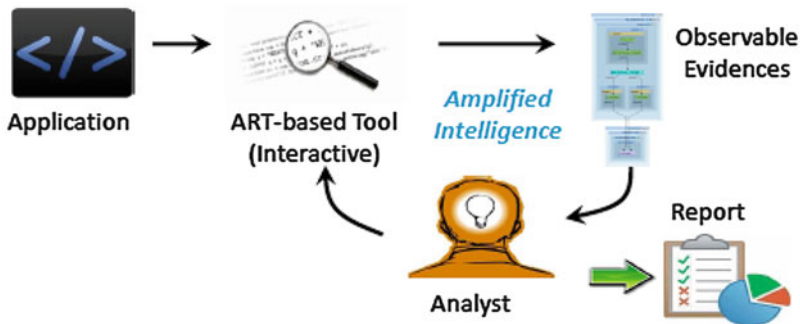 </>
Application
ART-based Tool
(Interactive)
Amplified
Intelligence
Observable
Evidences
Analyst
Report